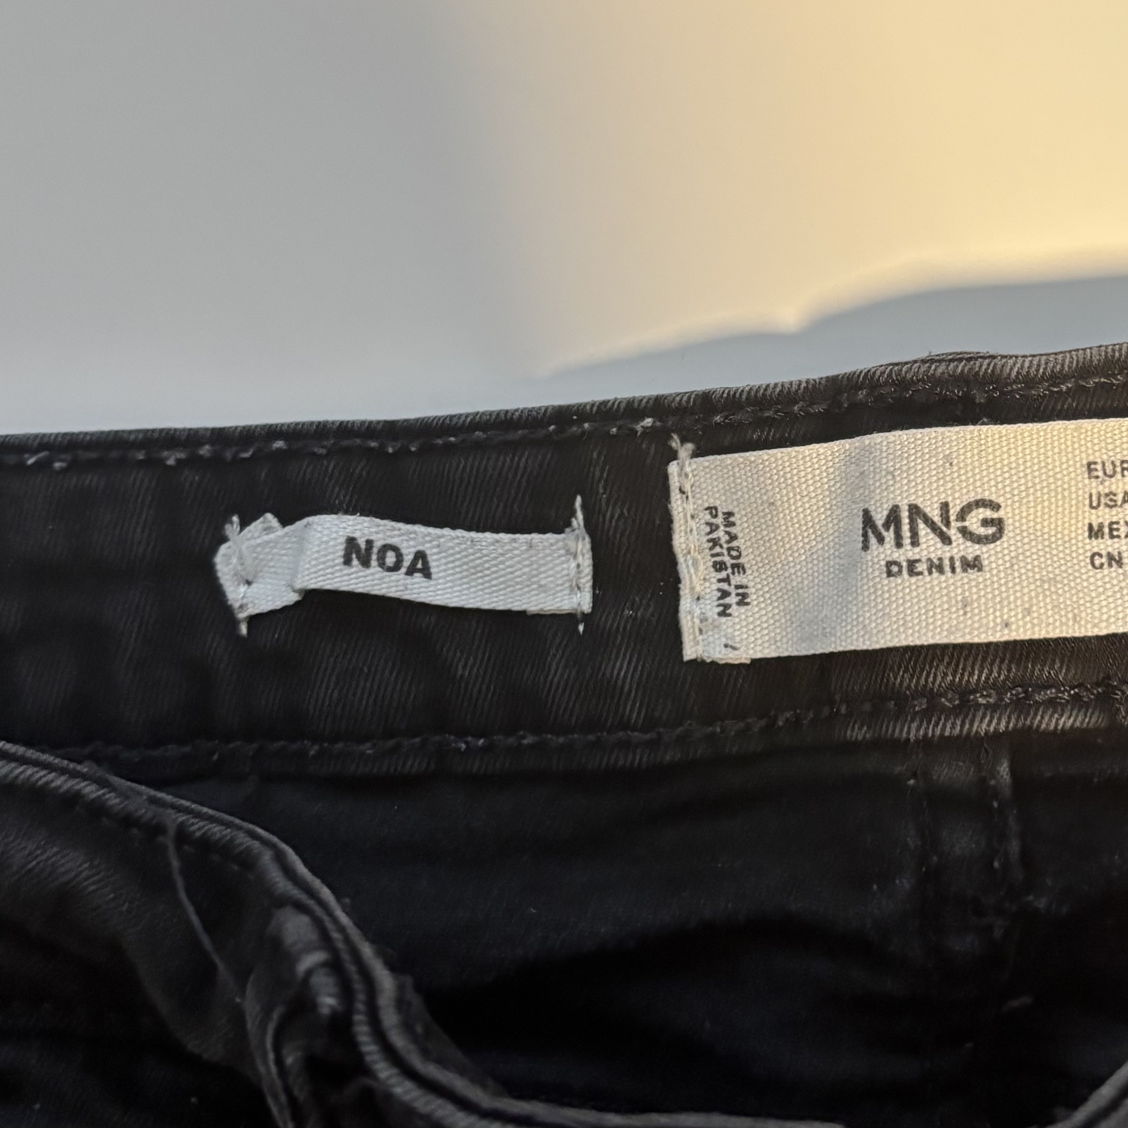 NOA
MADE IN
PAKISTAN
MNG
DENIM
EUR
USA
MEX
CN